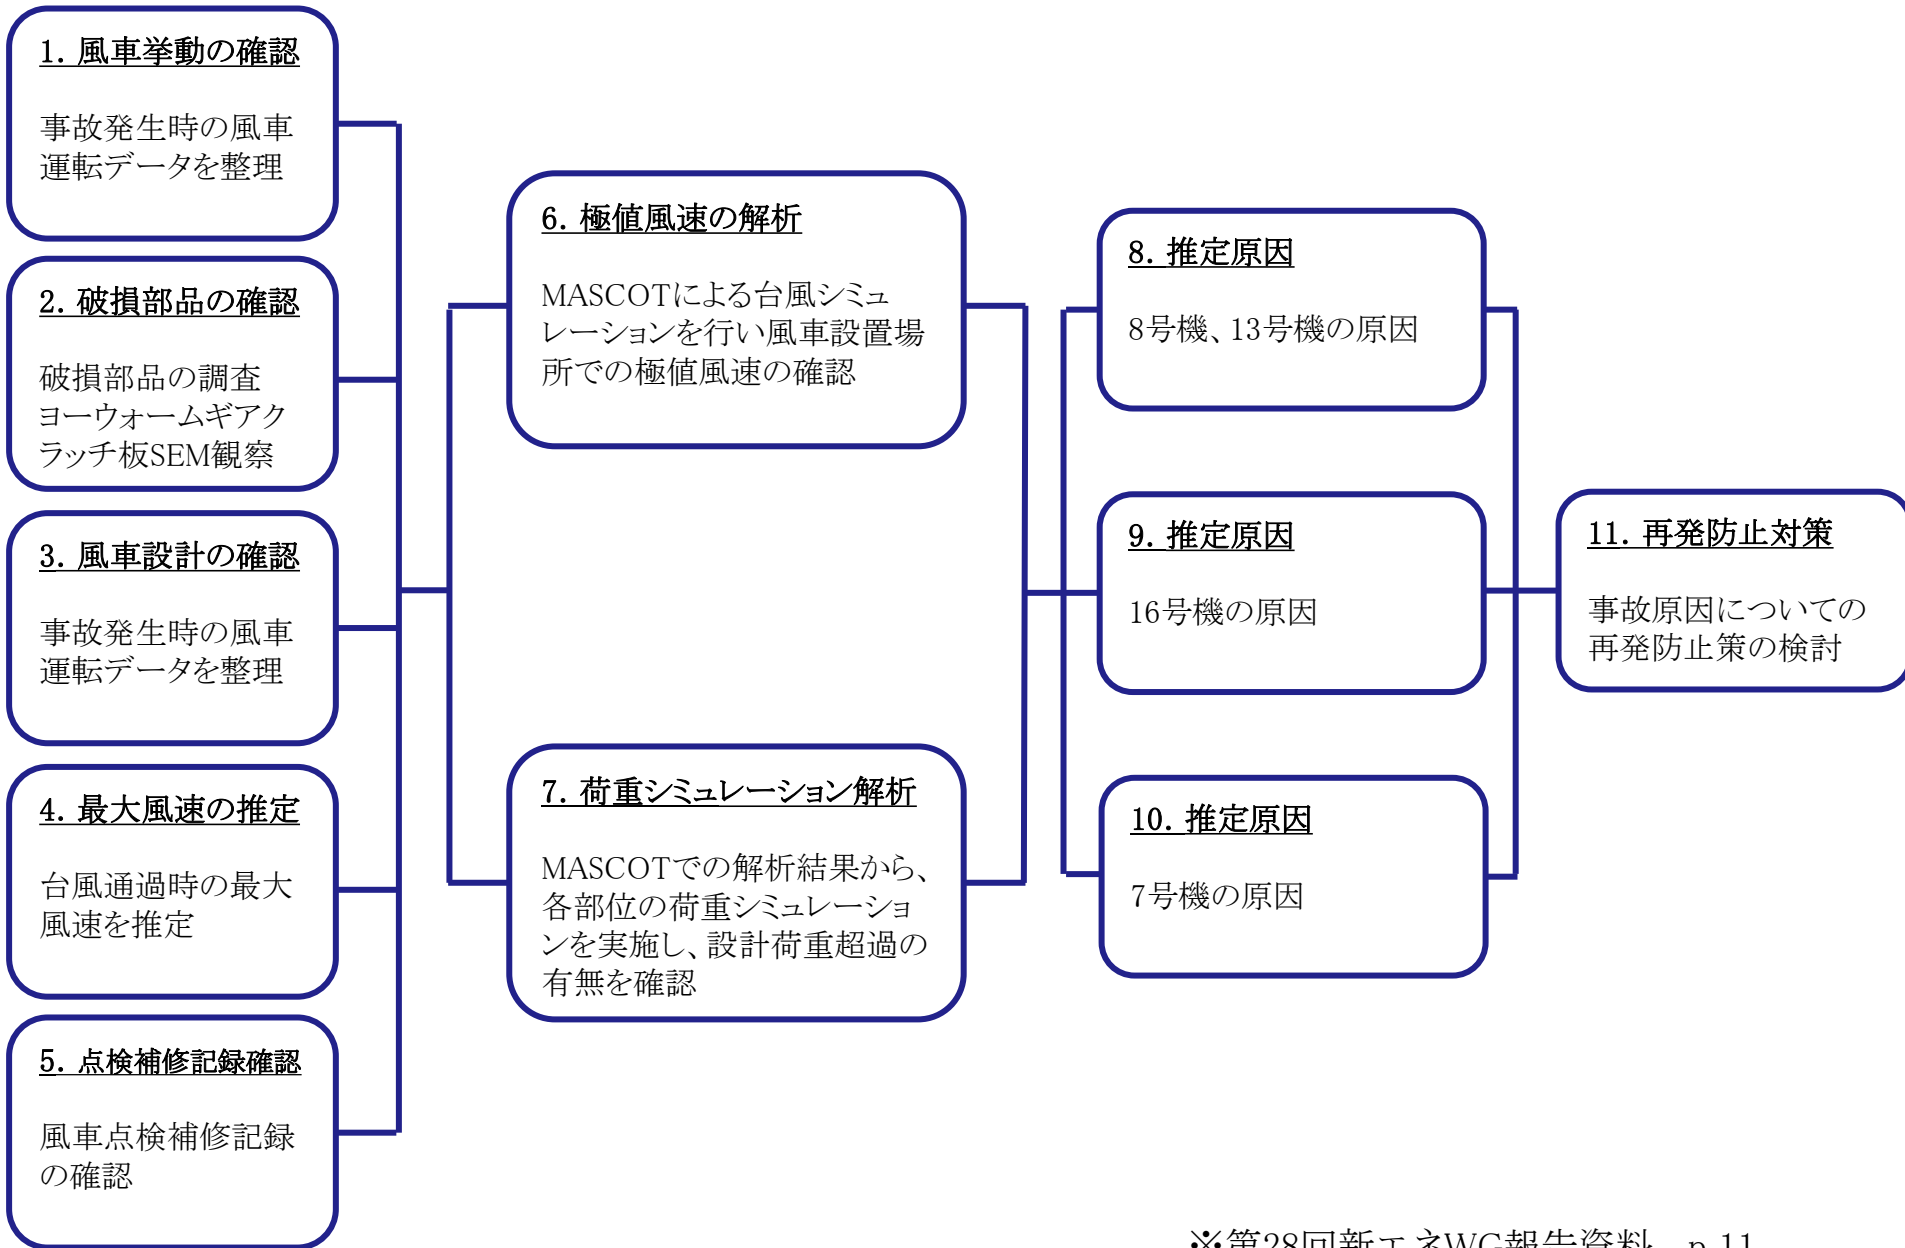 1. 風車挙動の確認
事故発生時の風車
運転データを整理
2. 破損部品の確認
破損部品の調査
ヨーウォームギアク
ラッチ板SEM観察
3. 風車設計の確認
事故発生時の風車
運転データを整理
4. 最大風速の推定
台風通過時の最大
風速を推定
5. 点検補修記録確認
風車点検補修記録
の確認
6. 極値風速の解析
MASCOTによる台風シミュ
レーションを行い風車設置場
所での極値風速の確認
7. 荷重シミュレーション解析
MASCOTでの解析結果から、
各部位の荷重シミュレーショ
ンを実施し、設計荷重超過の
有無を確認
8. 推定原因
8号機、13号機の原因
9. 推定原因
16号機の原因
10. 推定原因
7号機の原因
11. 再発防止対策
事故原因についての
再発防止策の検討
※第28回新エネWG報告資料 p.11